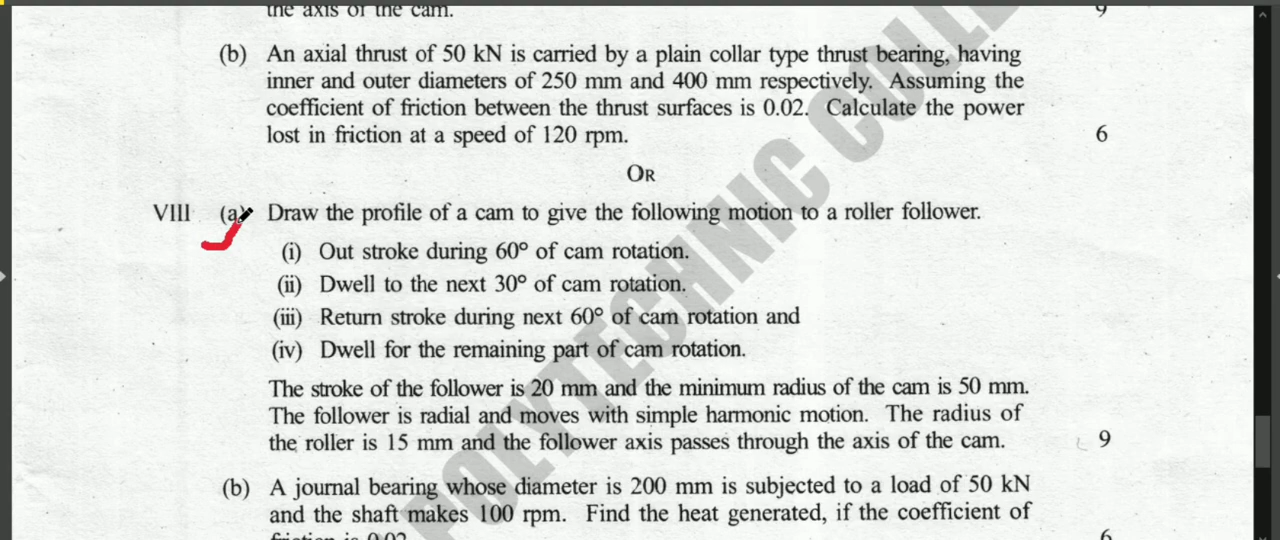 the axis of the cam.
9
(b) An axial thrust of 50 kN is carried by a plain collar type thrust bearing, having
inner and outer diameters of 250 mm and 400 mm respectively. Assuming the
coefficient of friction between the thrust surfaces is 0.02. Calculate the power
lost in friction at a speed of 120 rpm.
6
OR
VIII (a) Draw the profile of a cam to give the following motion to a roller follower.
(i) Out stroke during 60° of cam rotation.
(ii) Dwell to the next 30° of cam rotation.
(iii) Return stroke during next 60° of cam rotation and
(iv) Dwell for the remaining part of cam rotation.
The stroke of the follower is 20 mm and the minimum radius of the cam is 50 mm.
The follower is radial and moves with simple harmonic motion. The radius of
the roller is 15 mm and the follower axis passes through the axis of the cam.
9
(b) A journal bearing whose diameter is 200 mm is subjected to a load of 50 kN
and the shaft makes 100 rpm. Find the heat generated, if the coefficient of
friction is 0.02
6
POLYTECHNIC